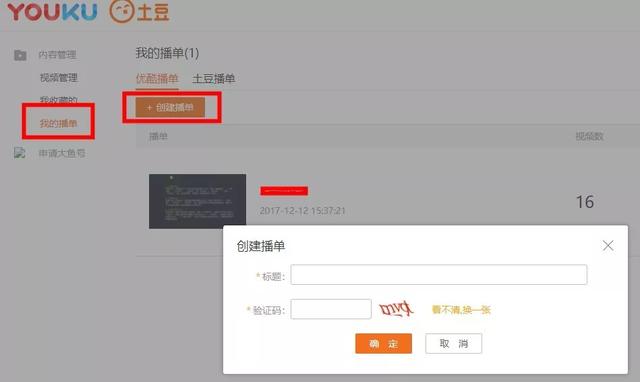 YOUKU 土豆
内容管理
视频管理
我收藏的
我的播单
申请大鱼号
我的播单(1)
优酷播单 土豆播单
+ 创建播单
播单 视频数
2017-12-12 15:37:21
16
创建播单
*标题:
*验证码: 看不清,换一张
确 定 取 消